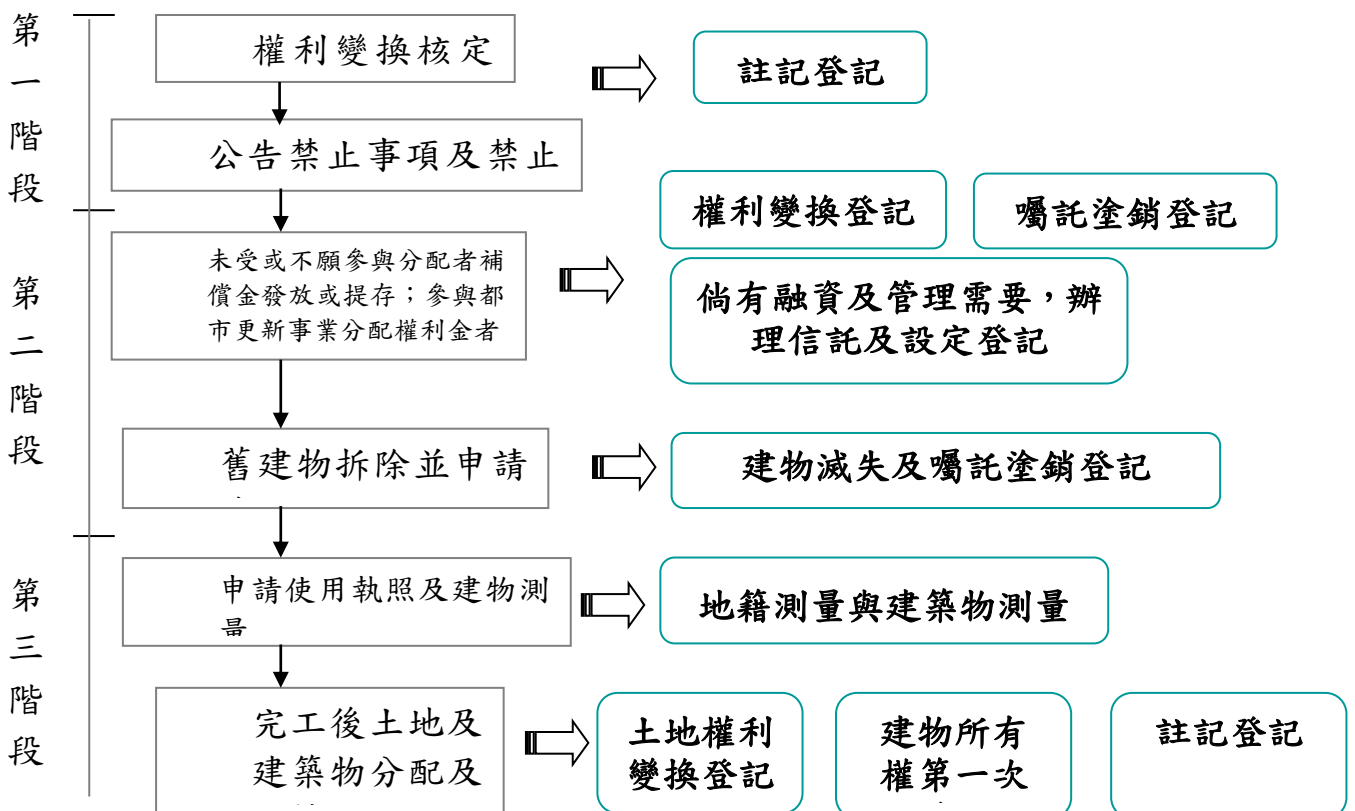 第一階段
權利變換核定
註記登記
公告禁止事項及禁止
第二階段
權利變換登記
囑託塗銷登記
未受或不願參與分配者補
償金發放或提存；參與都
市更新事業分配權利金者
倘有融資及管理需要，辦
理信託及設定登記
舊建物拆除並申請
建物滅失及囑託塗銷登記
第三階段
申請使用執照及建物測
量
地籍測量與建築物測量
完工後土地及
建築物分配及
土地權利
變換登記
建物所有
權第一次
註記登記